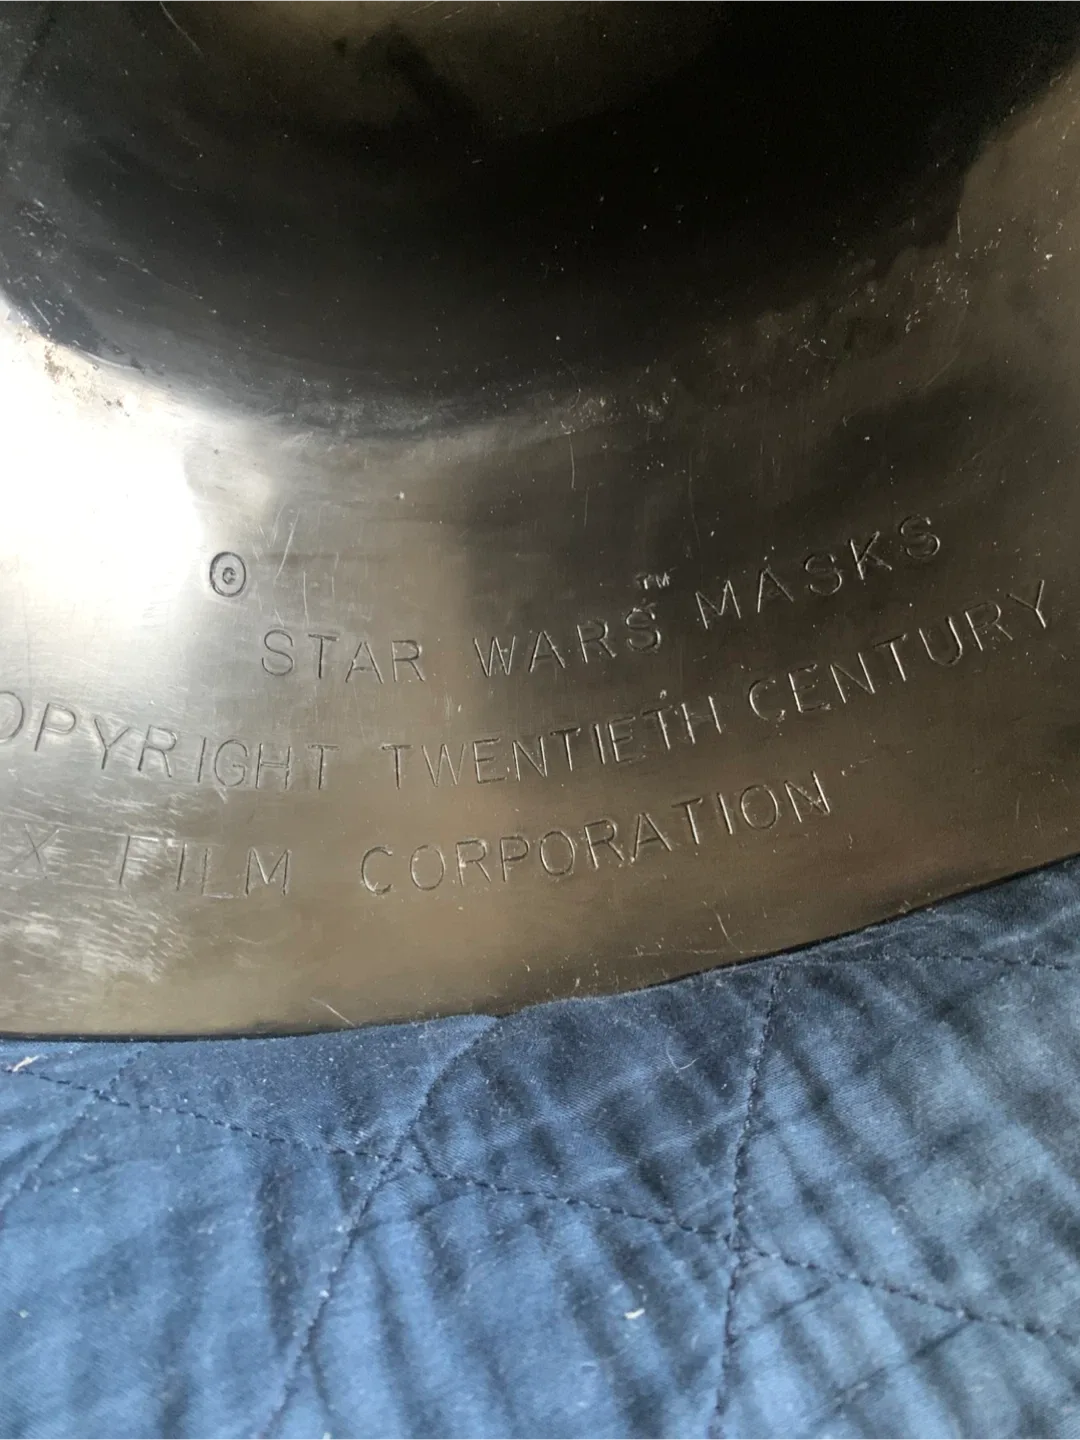 ©
STAR WARS™ MASKS
OPYRIGHT TWENTIETH CENTURY
X FILM CORPORATION